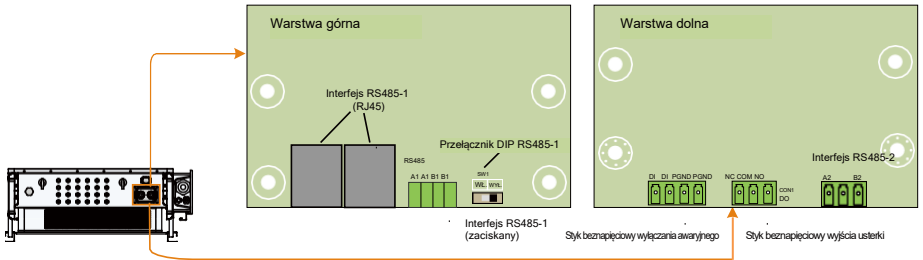 Warstwa górna
Interfejs RS485-1
(RJ45)
Przełącznik DIP RS485-1
RS485
A1 A1 B1 B1
SW1
WŁ. WYŁ.
Interfejs RS485-1
(zaciskany)
Warstwa dolna
Interfejs RS485-2
DI DI PGND PGND
NC COM NO
CON1
DO
A2 B2
Styk beznapięciowy wyłączania awaryjnego
Styk beznapięciowy wyjścia usterki